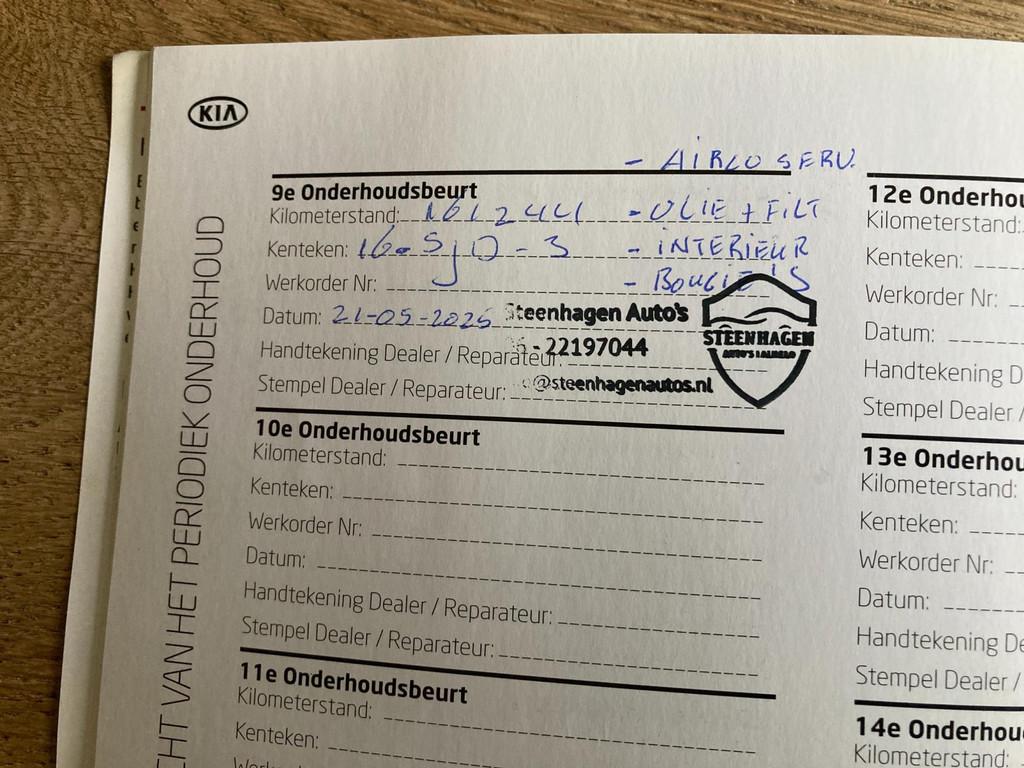 KIA
HT VAN HET PERIODIEK ONDERHOUD
- AIRCO SERV.
9e Onderhoudsbeurt
Kilometerstand: 161244 - OLIE + FILT
Kenteken: 16-SJD-3 - INTERIEUR
Werkorder Nr: - BOUGIE'S
Datum: 21-05-2025 Steenhagen Auto's
Handtekening Dealer / Reparateur: - 22197044
Stempel Dealer / Reparateur: @steenhagenautos.nl
STEENHAGEN
AUTO'S | ALMELO
10e Onderhoudsbeurt
Kilometerstand:
Kenteken:
Werkorder Nr:
Datum:
Handtekening Dealer / Reparateur:
Stempel Dealer / Reparateur:
11e Onderhoudsbeurt
Kilometerstand:
Kenteken:
12e Onderhou
Kilometerstand:
Kenteken:
Werkorder Nr:
Datum:
Handtekening D
Stempel Dealer /
13e Onderhou
Kilometerstand:
Kenteken:
Werkorder Nr:
Datum:
Handtekening De
Stempel Dealer /
14e Onderhou
Kilometerstand: